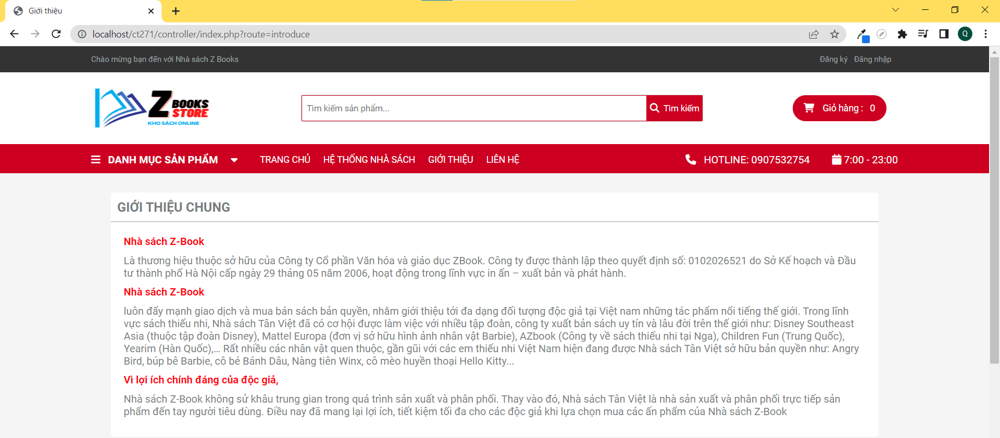 Giới thiệu
localhost/ct271/controller/index.php?route=introduce
Q
Chào mừng bạn đến với Nhà sách Z Books
Đăng ký Đăng nhập
Z BOOKS
STORE
KHO SÁCH ONLINE
Tìm kiếm sản phẩm...
Tìm kiếm
Giỏ hàng : 0
DANH MỤC SẢN PHẨM
TRANG CHỦ HỆ THỐNG NHÀ SÁCH GIỚI THIỆU LIÊN HỆ
HOTLINE: 0907532754
7:00 - 23:00
GIỚI THIỆU CHUNG
Nhà sách Z-Book
Là thương hiệu thuộc sở hữu của Công ty Cổ phần Văn hóa và giáo dục ZBook. Công ty được thành lập theo quyết định số: 0102026521 do Sở Kế hoạch và Đầu
tư thành phố Hà Nội cấp ngày 29 tháng 05 năm 2006, hoạt động trong lĩnh vực in ấn – xuất bản và phát hành.
Nhà sách Z-Book
luôn đẩy mạnh giao dịch và mua bán sách bản quyền, nhằm giới thiệu tới đa dạng đối tượng độc giả tại Việt nam những tác phẩm nổi tiếng thế giới. Trong lĩnh
vực sách thiếu nhi, Nhà sách Tân Việt đã có cơ hội được làm việc với nhiều tập đoàn, công ty xuất bản sách uy tín và lâu đời trên thế giới như: Disney Southeast
Asia (thuộc tập đoàn Disney), Mattel Europa (đơn vị sở hữu hình ảnh nhân vật Barbie), AZbook (Công ty về sách thiếu nhi tại Nga), Children Fun (Trung Quốc),
Yearim (Hàn Quốc),... Rất nhiều các nhân vật quen thuộc, gần gũi với các em thiếu nhi Việt Nam hiện đang được Nhà sách Tân Việt sở hữu bản quyền như: Angry
Bird, búp bê Barbie, cô bé Bánh Dâu, Nàng tiên Winx, cô mèo huyền thoại Hello Kitty...
Vì lợi ích chính đáng của độc giả,
Nhà sách Z-Book không sử khâu trung gian trong quá trình sản xuất và phân phối. Thay vào đó, Nhà sách Tân Việt là nhà sản xuất và phân phối trực tiếp sản
phẩm đến tay người tiêu dùng. Điều nay đã mang lại lợi ích, tiết kiệm tối đa cho các độc giả khi lựa chọn mua các ấn phẩm của Nhà sách Z-Book